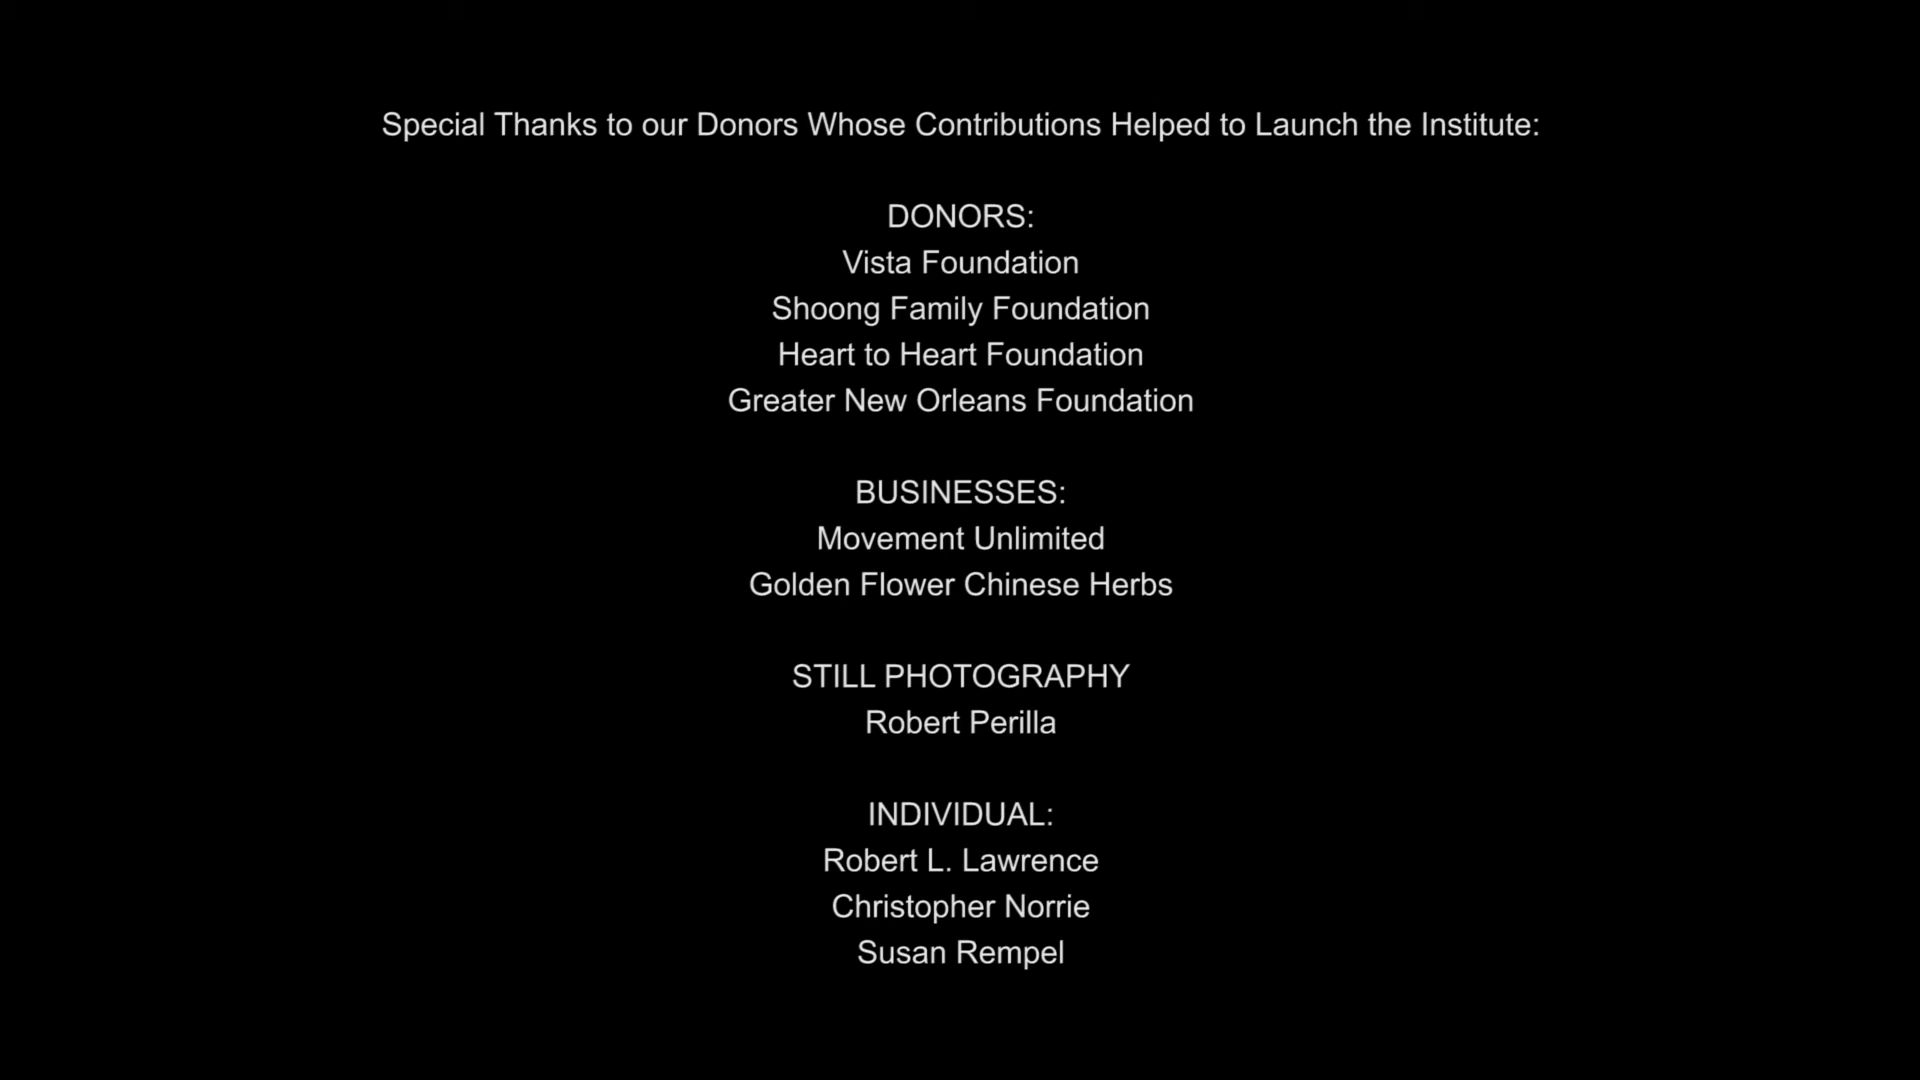 Special Thanks to our Donors Whose Contributions Helped to Launch the Institute:
DONORS:
Vista Foundation
Shoong Family Foundation
Heart to Heart Foundation
Greater New Orleans Foundation
BUSINESSES:
Movement Unlimited
Golden Flower Chinese Herbs
STILL PHOTOGRAPHY
Robert Perilla
INDIVIDUAL:
Robert L. Lawrence
Christopher Norrie
Susan Rempel